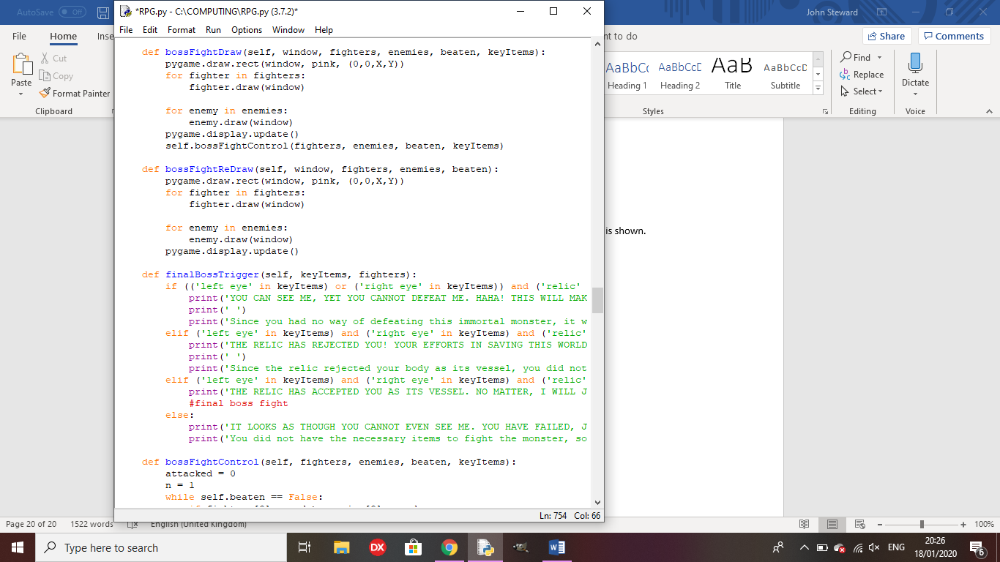 AutoSave Off
John Steward
*RPG.py - C:\COMPUTING\RPG.py (3.7.2)*
File Edit Format Run Options Window Help
File Home Inse
nt to do
Share Comments
Paste
Cut
Copy
Format Painter
Clipboard
AaBbCc AaBbCcD AaB AaBbCcD
Heading 1 Heading 2 Title Subtitle
Styles
Find
Replace
Select
Editing
Dictate
Voice
def bossFightDraw(self, window, fighters, enemies, beaten, keyItems):
pygame.draw.rect(window, pink, (0,0,X,Y))
for fighter in fighters:
fighter.draw(window)
for enemy in enemies:
enemy.draw(window)
pygame.display.update()
self.bossFightControl(fighters, enemies, beaten, keyItems)
def bossFightReDraw(self, window, fighters, enemies, beaten):
pygame.draw.rect(window, pink, (0,0,X,Y))
for fighter in fighters:
fighter.draw(window)
for enemy in enemies:
enemy.draw(window)
pygame.display.update()
def finalBossTrigger(self, keyItems, fighters):
if (('left eye' in keyItems) or ('right eye' in keyItems)) and ('relic'
print('YOU CAN SEE ME, YET YOU CANNOT DEFEAT ME. HAHA! THIS WILL MAK
print(' ')
print('Since you had no way of defeating this immortal monster, it w
elif ('left eye' in keyItems) and ('right eye' in keyItems) and ('relic'
print('THE RELIC HAS REJECTED YOU! YOUR EFFORTS IN SAVING THIS WORLD
print(' ')
print('Since the relic rejected your body as its vessel, you did not
elif ('left eye' in keyItems) and ('right eye' in keyItems) and ('relic'
print('THE RELIC HAS ACCEPTED YOU AS ITS VESSEL. NO MATTER, I WILL J
#final boss fight
else:
print('IT LOOKS AS THOUGH YOU CANNOT EVEN SEE ME. YOU HAVE FAILED, J
print('You did not have the necessary items to fight the monster, so
def bossFightControl(self, fighters, enemies, beaten, keyItems):
attacked = 0
n = 1
while self.beaten == False:
is shown.
Ln: 754 Col: 66
Page 20 of 20 1522 words English (United Kingdom)
100%
Type here to search
DX
ENG
20:26
18/01/2020
6